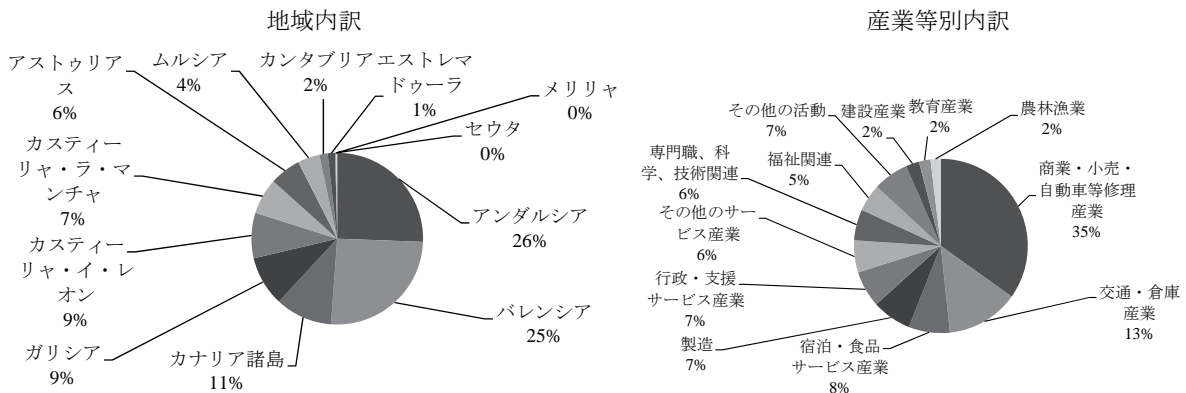 地域内訳
アストゥリア
ス
6%
ムルシア
4%
カンタブリア
2%
エストレマ
ドゥーラ
1%
メリリャ
0%
セウタ
0%
カスティー
リャ・ラ・マ
ンチャ
7%
アンダルシア
26%
カスティー
リャ・イ・レ
オン
9%
バレンシア
25%
ガリシア
9%
カナリア諸島
11%
産業等別内訳
その他の活動
7%
建設産業
2%
教育産業
2%
農林漁業
2%
専門職、科
学、技術関連
6%
福祉関連
5%
商業・小売・
自動車等修理
産業
35%
その他のサー
ビス産業
6%
行政・支援
サービス産業
7%
交通・倉庫
産業
13%
製造
7%
宿泊・食品
サービス産業
8%